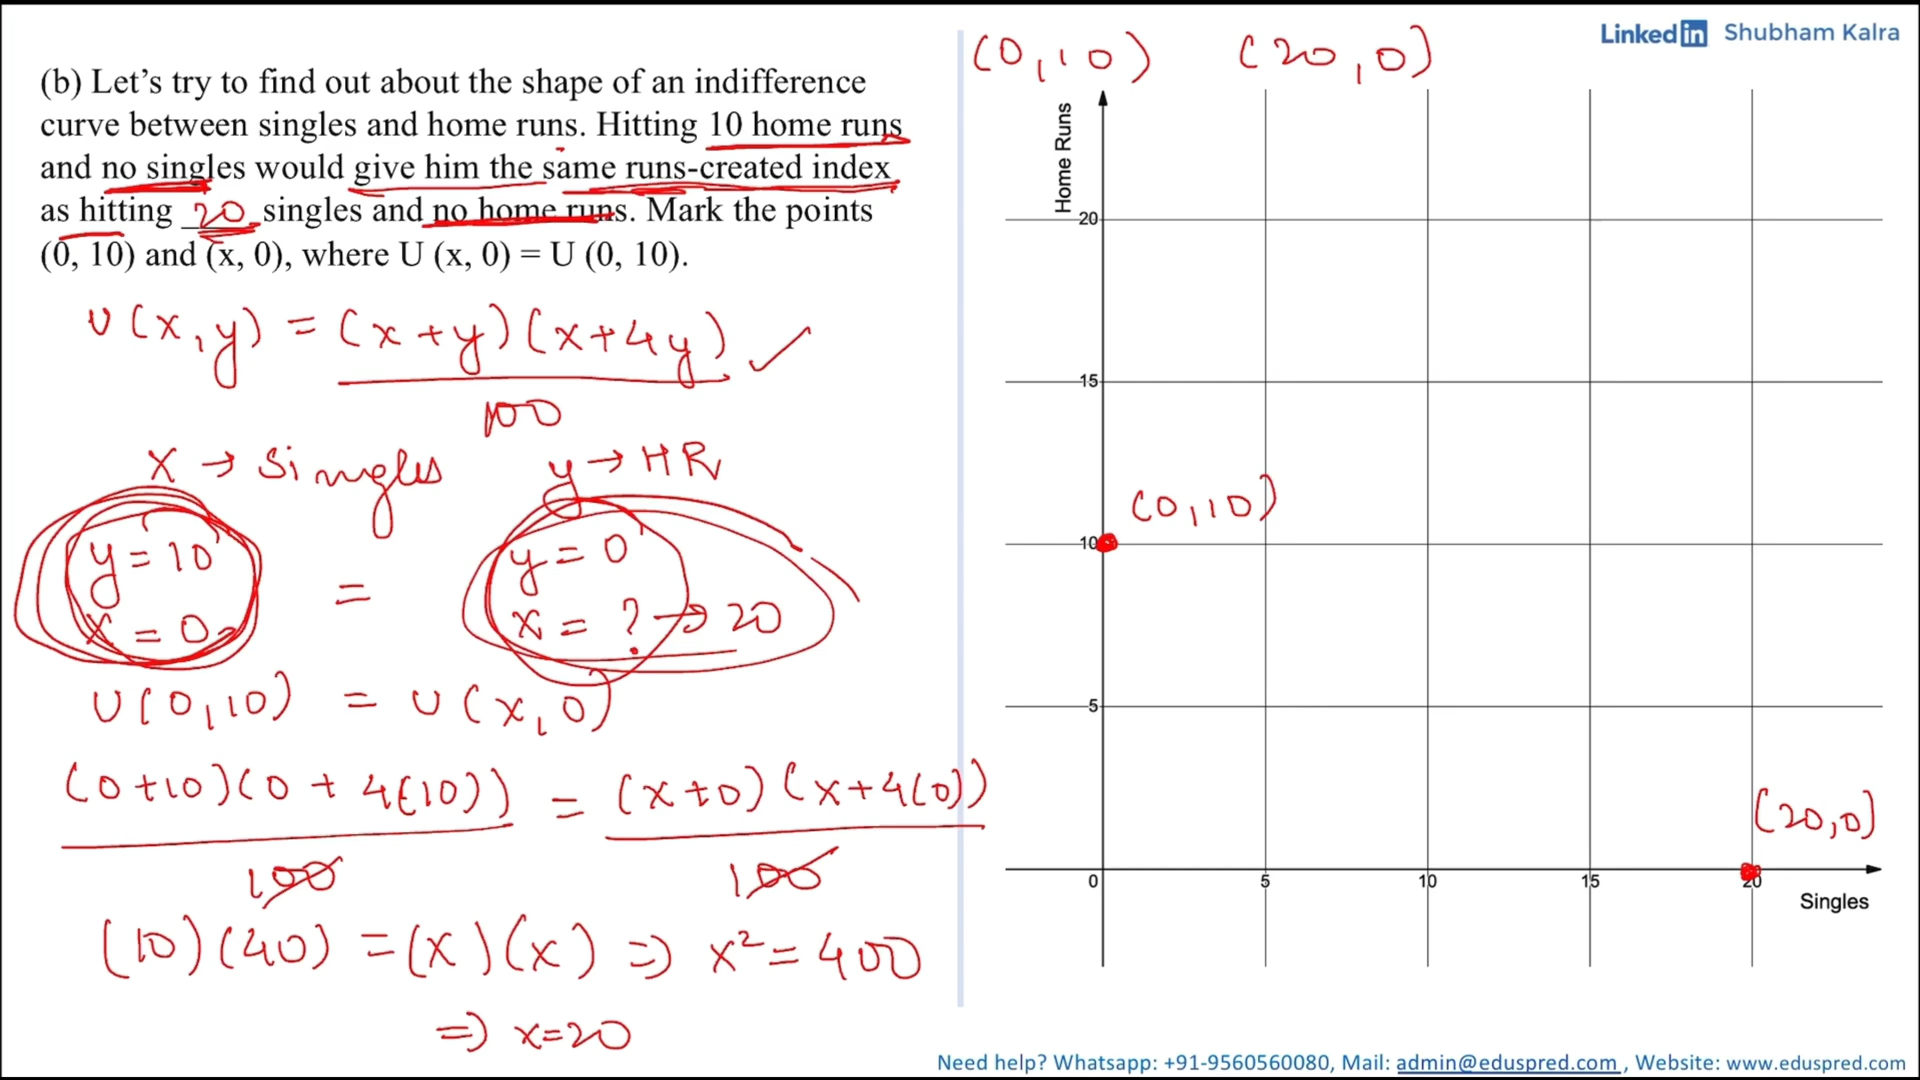 Linked in Shubham Kalra
(b) Let's try to find out about the shape of an indifference
curve between singles and home runs. Hitting 10 home runs
and no singles would give him the same runs-created index
as hitting 20 singles and no home runs. Mark the points
(0, 10) and (x, 0), where U (x, 0) = U (0, 10).
U(x,y) = (x+y)(x+4y) ✓
100
x → Singles y → HR
y = 10 y = 0
=
x = 0 x = ? → 20
U(0,10) = U(x,0)
(0+10)(0+4(10)) = (x+0)(x+4(0))
100 100
(10)(40) = (x)(x) ⇒ x² = 400
⇒ x=20
(0,10) (20,0)
Home Runs
20
15
(0,10)
10
5
(20,0)
0 5 10 15 20
Singles
Need help? Whatsapp: +91-9560560080, Mail: admin@eduspred.com , Website: www.eduspred.com